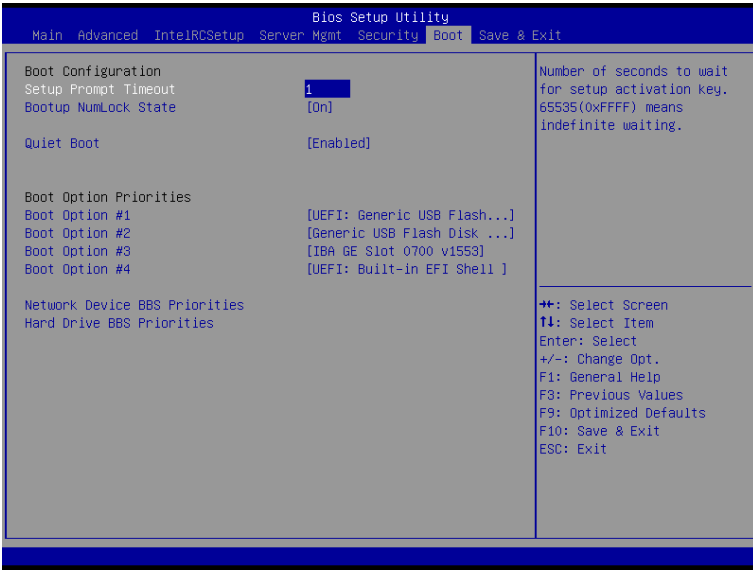 Bios Setup Utility
Main Advanced IntelRCSetup Server Mgmt Security Boot Save & Exit
Boot Configuration
Setup Prompt Timeout 1
Bootup NumLock State [On]
Quiet Boot [Enabled]
Boot Option Priorities
Boot Option #1 [UEFI: Generic USB Flash...]
Boot Option #2 [Generic USB Flash Disk ...]
Boot Option #3 [IBA GE Slot 0700 v1553]
Boot Option #4 [UEFI: Built-in EFI Shell ]
Network Device BBS Priorities
Hard Drive BBS Priorities
Number of seconds to wait
for setup activation key.
65535(0xFFFF) means
indefinite waiting.
→←: Select Screen
↑↓: Select Item
Enter: Select
+/-: Change Opt.
F1: General Help
F3: Previous Values
F9: Optimized Defaults
F10: Save & Exit
ESC: Exit